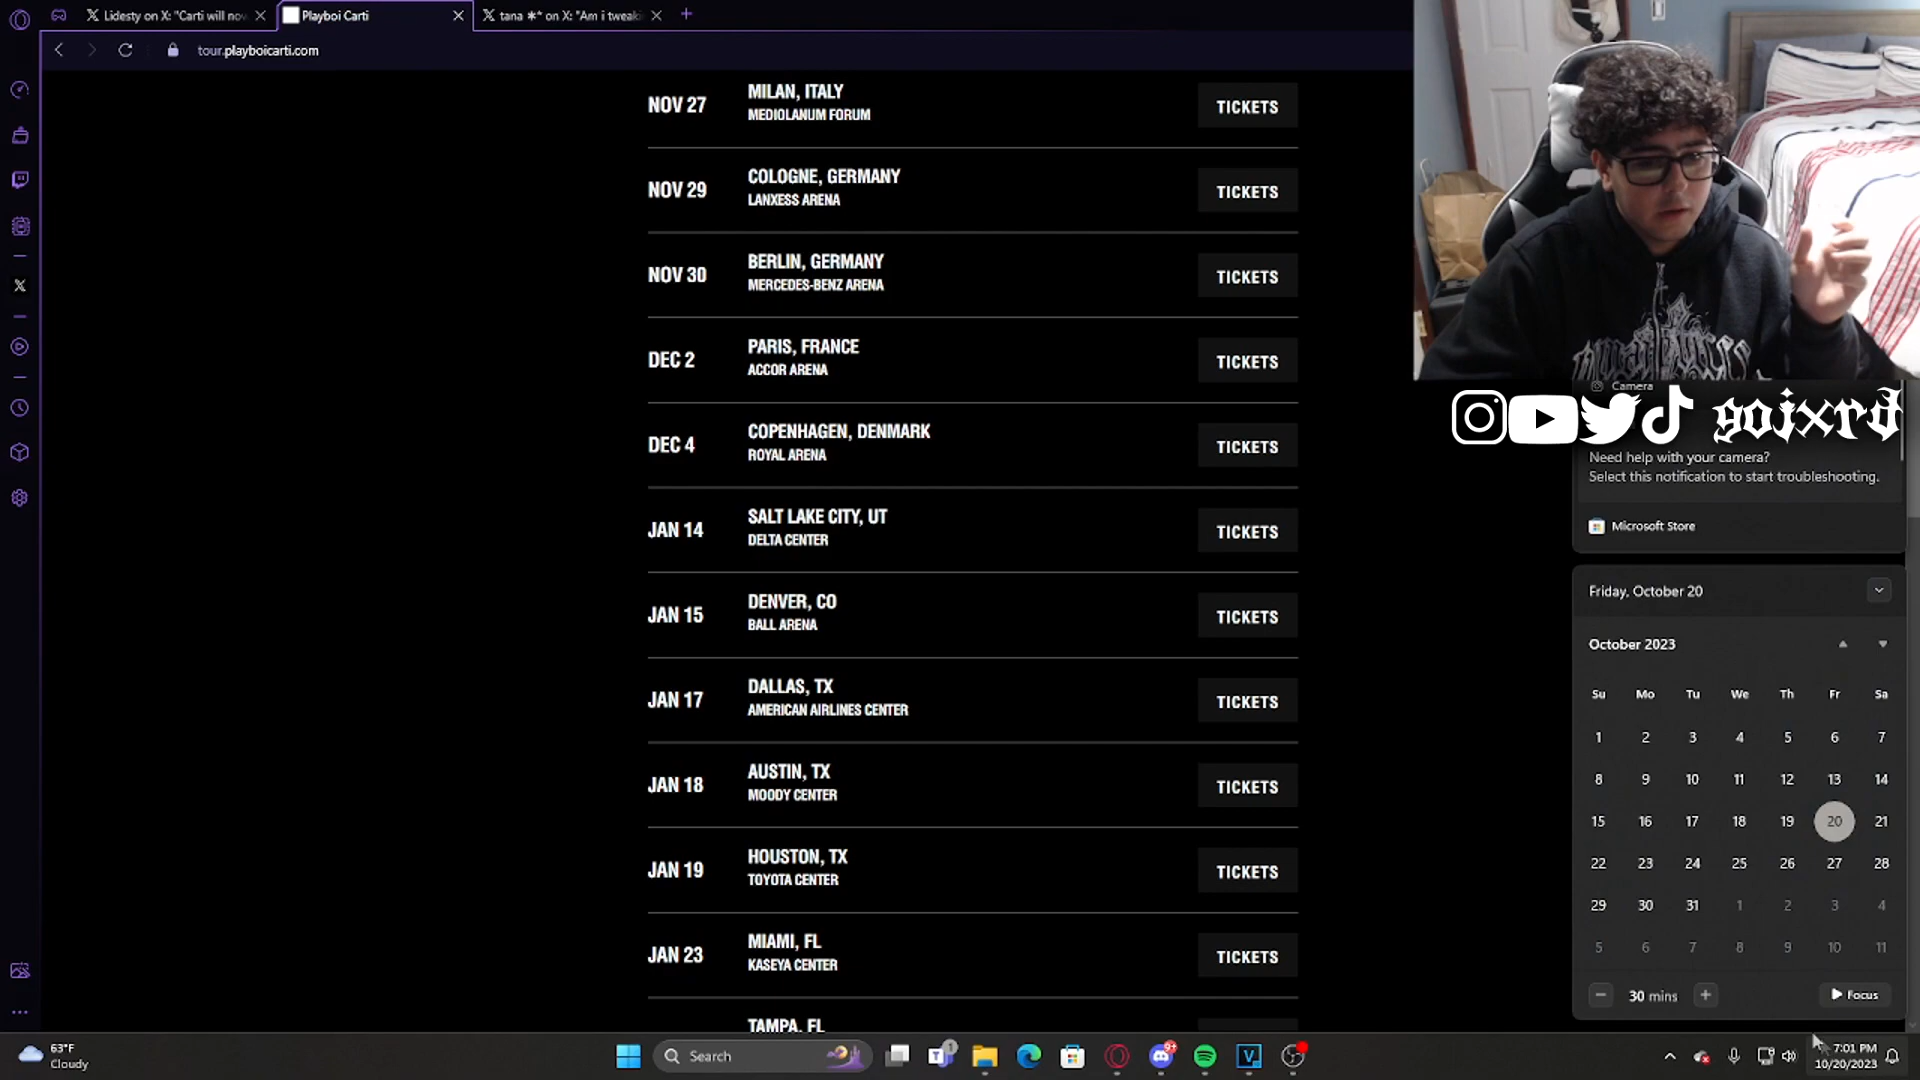 Lidesty on X: "Carti will now
Playboi Carti
tana ** on X: "Am i tweaki
tour.playboicarti.com
NOV 27
MILAN, ITALY
MEDIOLANUM FORUM
TICKETS
NOV 29
COLOGNE, GERMANY
LANXESS ARENA
TICKETS
NOV 30
BERLIN, GERMANY
MERCEDES-BENZ ARENA
TICKETS
DEC 2
PARIS, FRANCE
ACCOR ARENA
TICKETS
DEC 4
COPENHAGEN, DENMARK
ROYAL ARENA
TICKETS
JAN 14
SALT LAKE CITY, UT
DELTA CENTER
TICKETS
JAN 15
DENVER, CO
BALL ARENA
TICKETS
JAN 17
DALLAS, TX
AMERICAN AIRLINES CENTER
TICKETS
JAN 18
AUSTIN, TX
MOODY CENTER
TICKETS
JAN 19
HOUSTON, TX
TOYOTA CENTER
TICKETS
JAN 23
MIAMI, FL
KASEYA CENTER
TICKETS
TAMPA, FL
Camera
goixrd
Need help with your camera?
Select this notification to start troubleshooting.
Microsoft Store
Friday, October 20
October 2023
Su Mo Tu We Th Fr Sa
1 2 3 4 5 6 7
8 9 10 11 12 13 14
15 16 17 18 19 20 21
22 23 24 25 26 27 28
29 30 31 1 2 3 4
5 6 7 8 9 10 11
30 mins
Focus
63°F
Cloudy
Search
1
9+
7:01 PM
10/20/2023